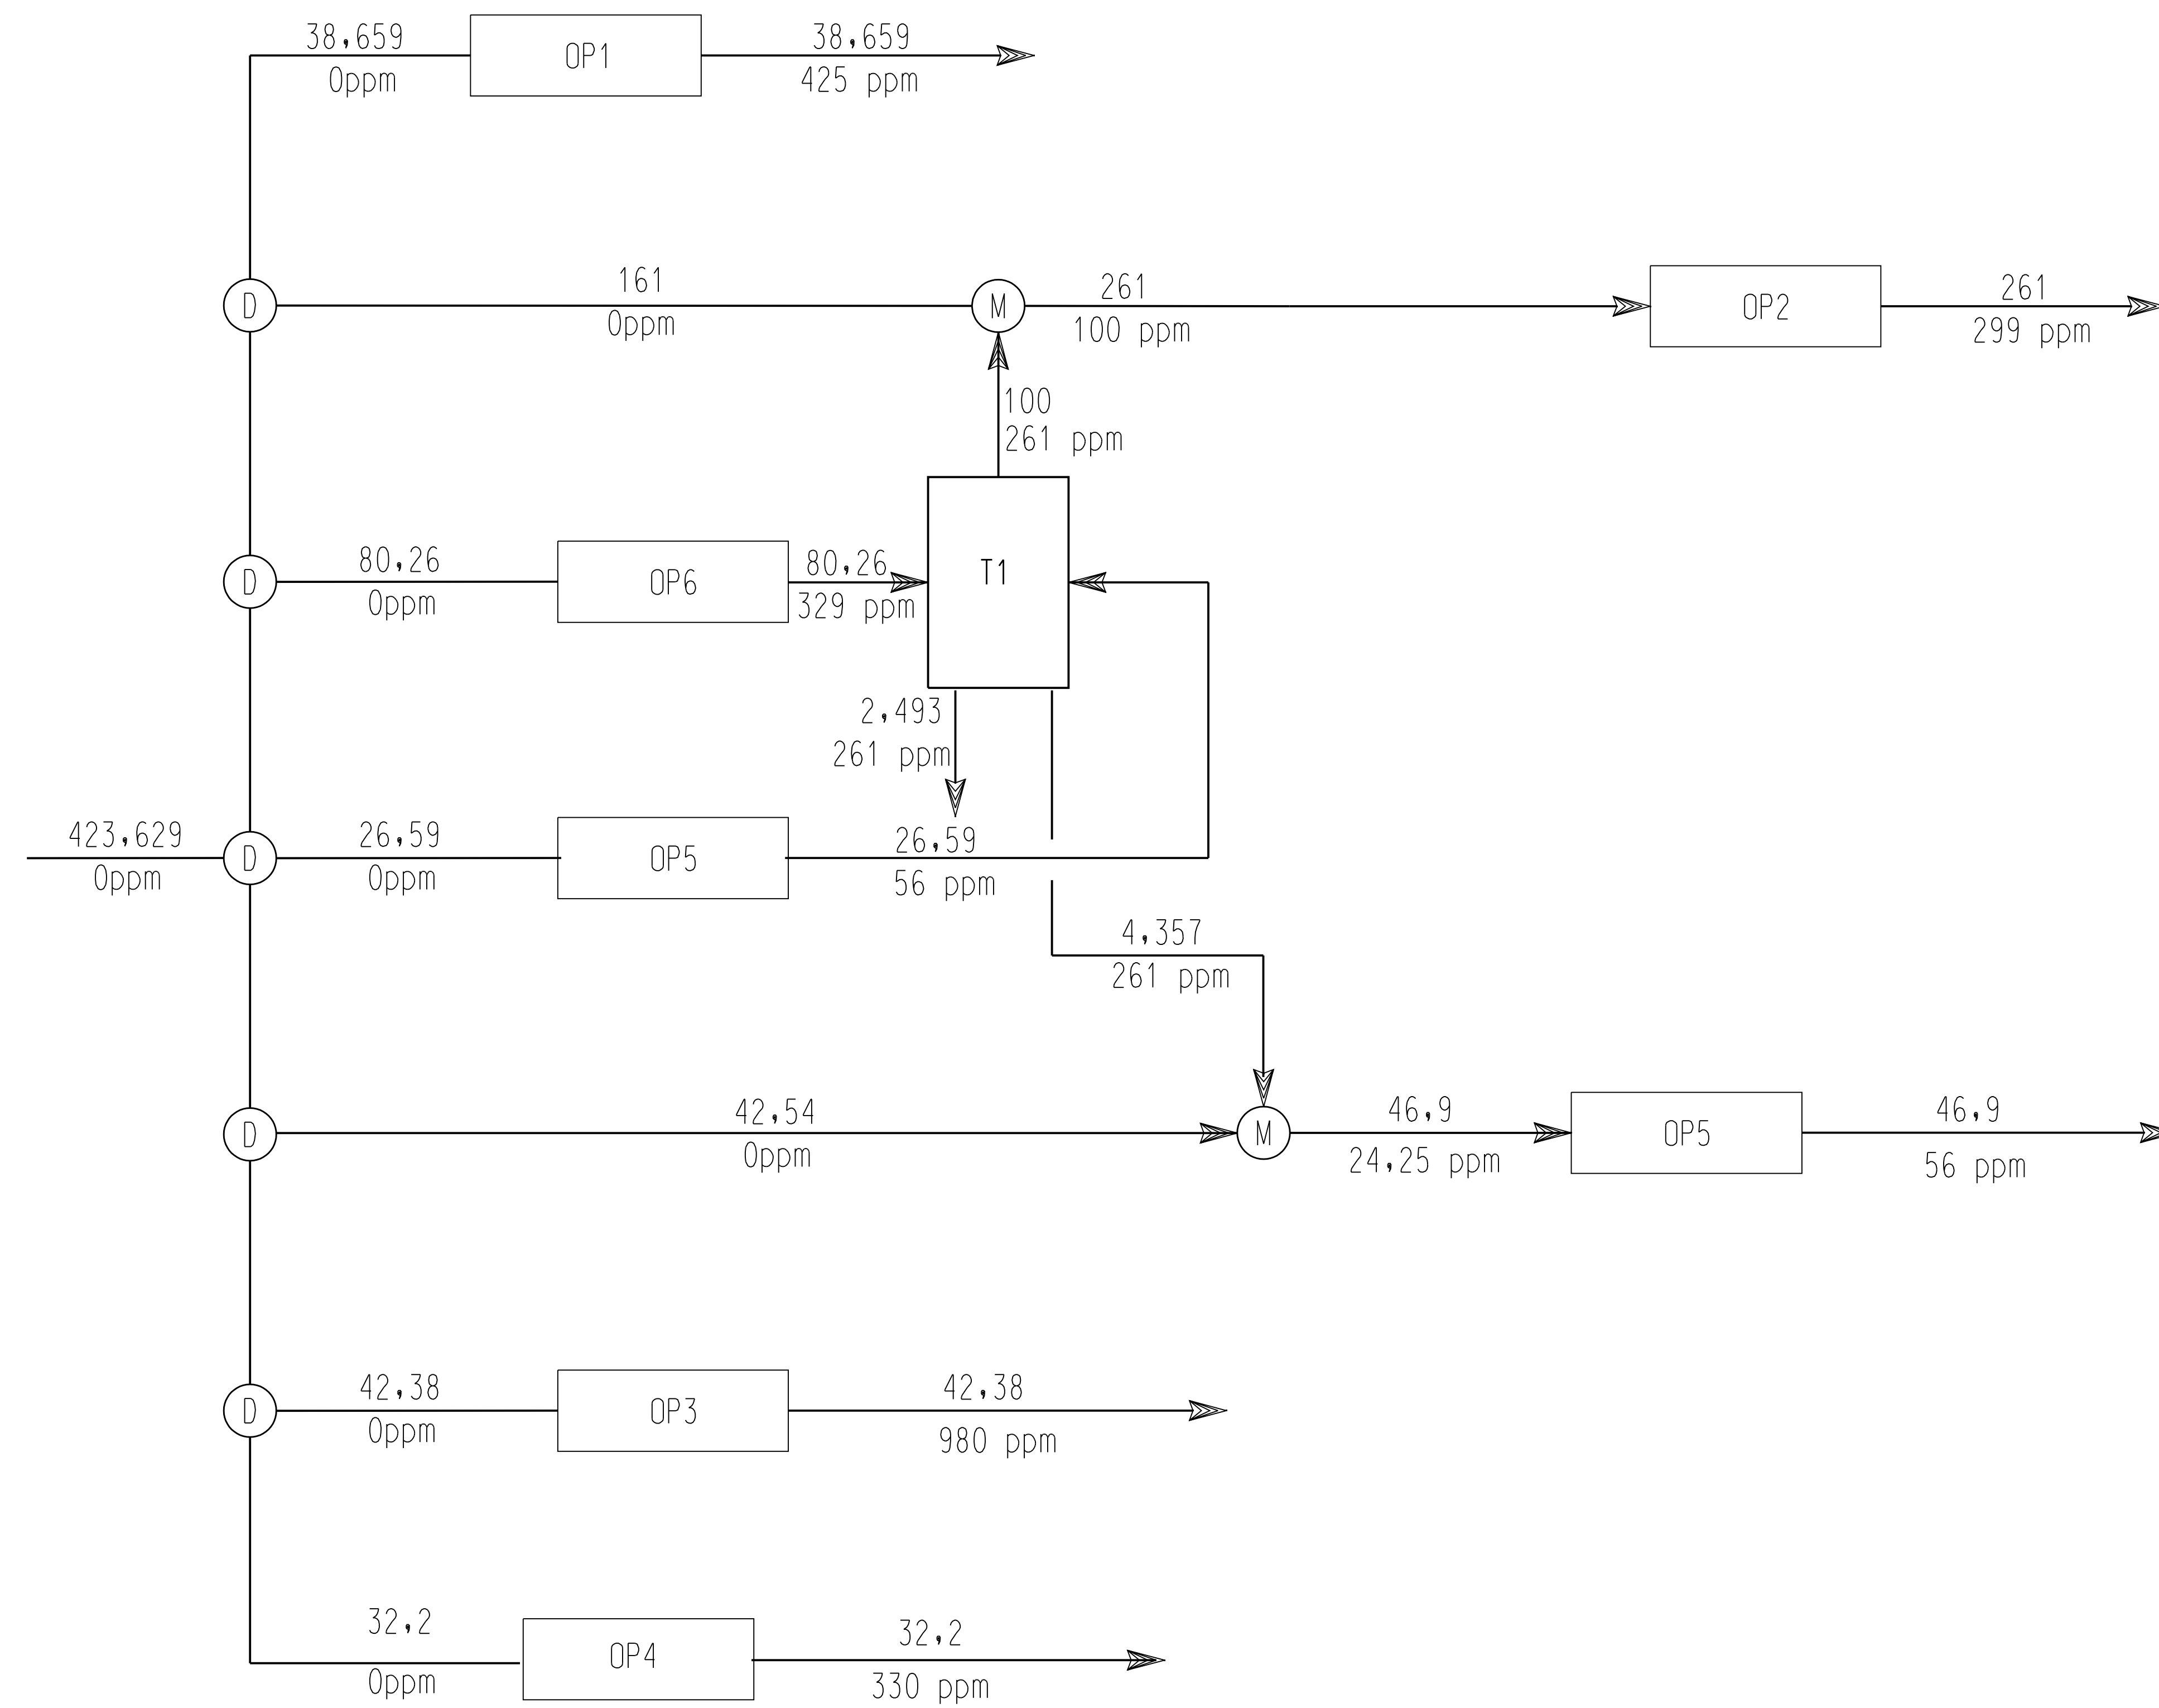 38,659
0ppm
OP1
38,659
425 ppm
D
161
0ppm
M
261
100 ppm
OP2
261
299 ppm
100
261 ppm
D
80,26
0ppm
OP6
80,26
329 ppm
T1
2,493
261 ppm
423,629
0ppm
D
26,59
0ppm
OP5
26,59
56 ppm
4,357
261 ppm
D
42,54
0ppm
M
46,9
24,25 ppm
OP5
46,9
56 ppm
D
42,38
0ppm
OP3
42,38
980 ppm
32,2
0ppm
OP4
32,2
330 ppm